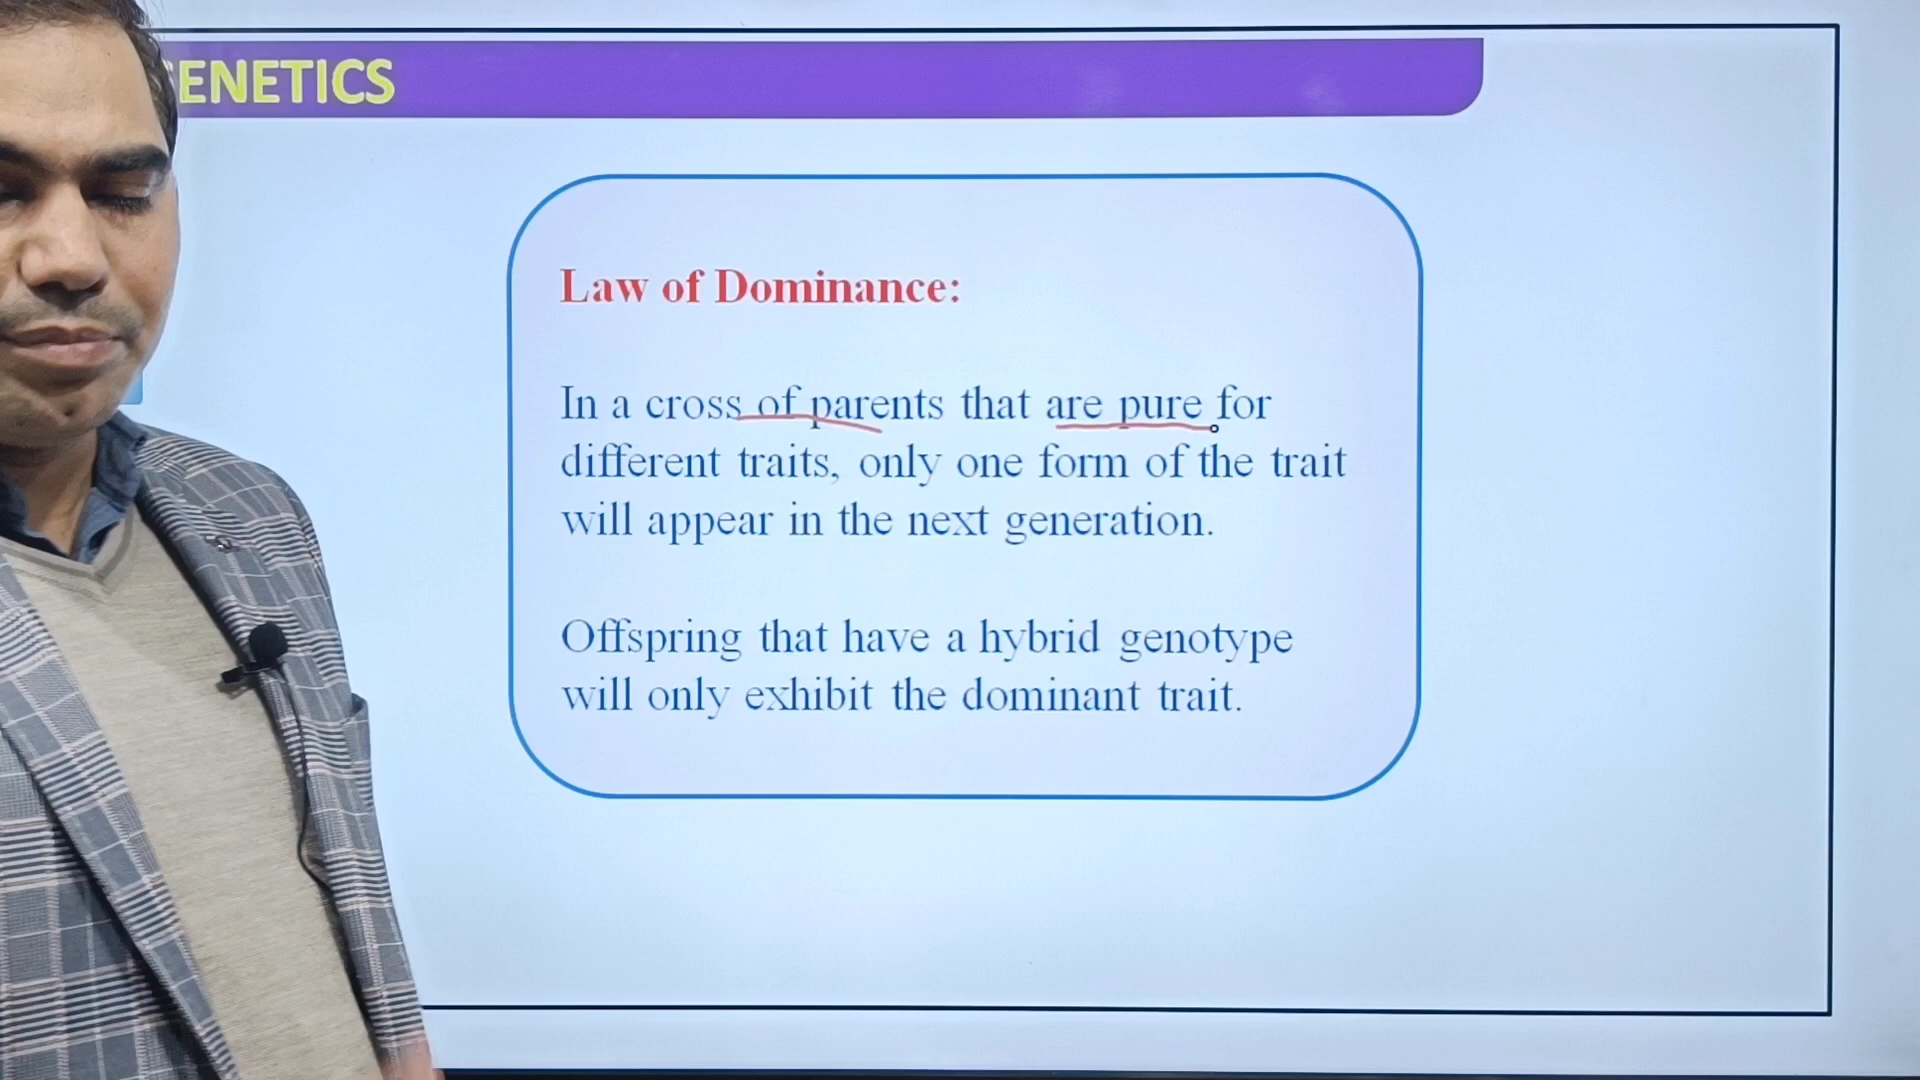 GENETICS
Law of Dominance:
In a cross of parents that are pure for
different traits, only one form of the trait
will appear in the next generation.
Offspring that have a hybrid genotype
will only exhibit the dominant trait.